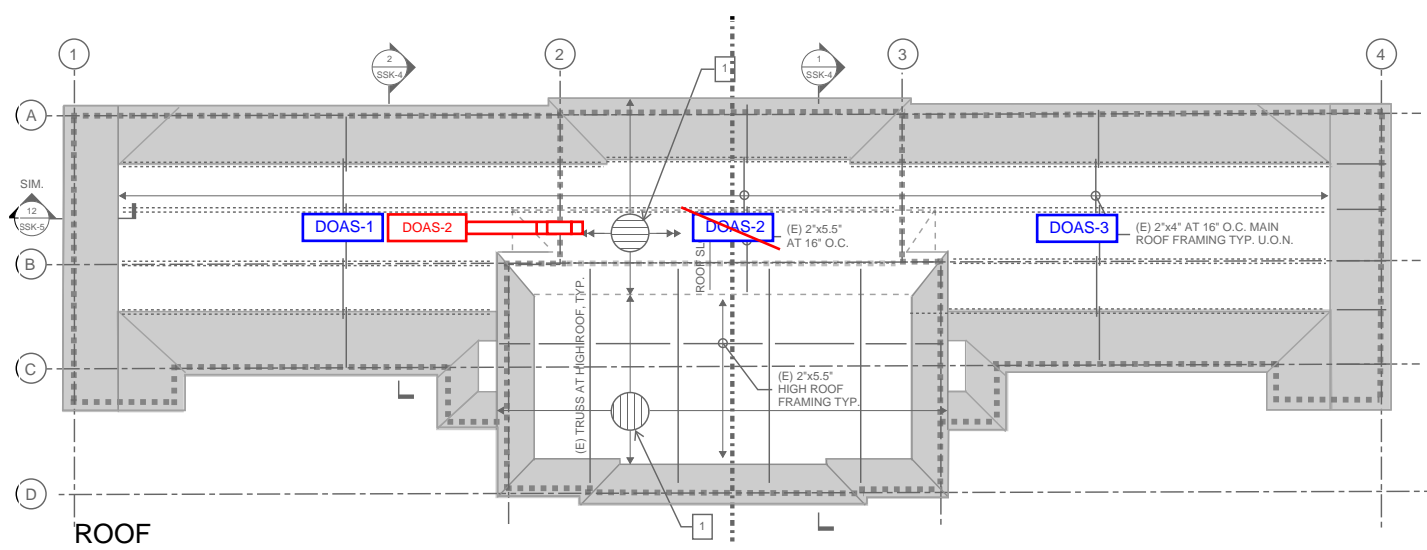 1
2
3
4
2
SSK-4
1
SSK-4
1
A
SIM.
12
SSK-5
DOAS-1
DOAS-2
DOAS-2
DOAS-3
(E) 2"x5.5"
AT 16" O.C.
(E) 2"x4" AT 16" O.C. MAIN
ROOF FRAMING TYP. U.O.N.
ROOF SL
B
(E) TRUSS AT HIGH ROOF, TYP.
C
(E) 2"x5.5"
HIGH ROOF
FRAMING TYP.
D
1
ROOF